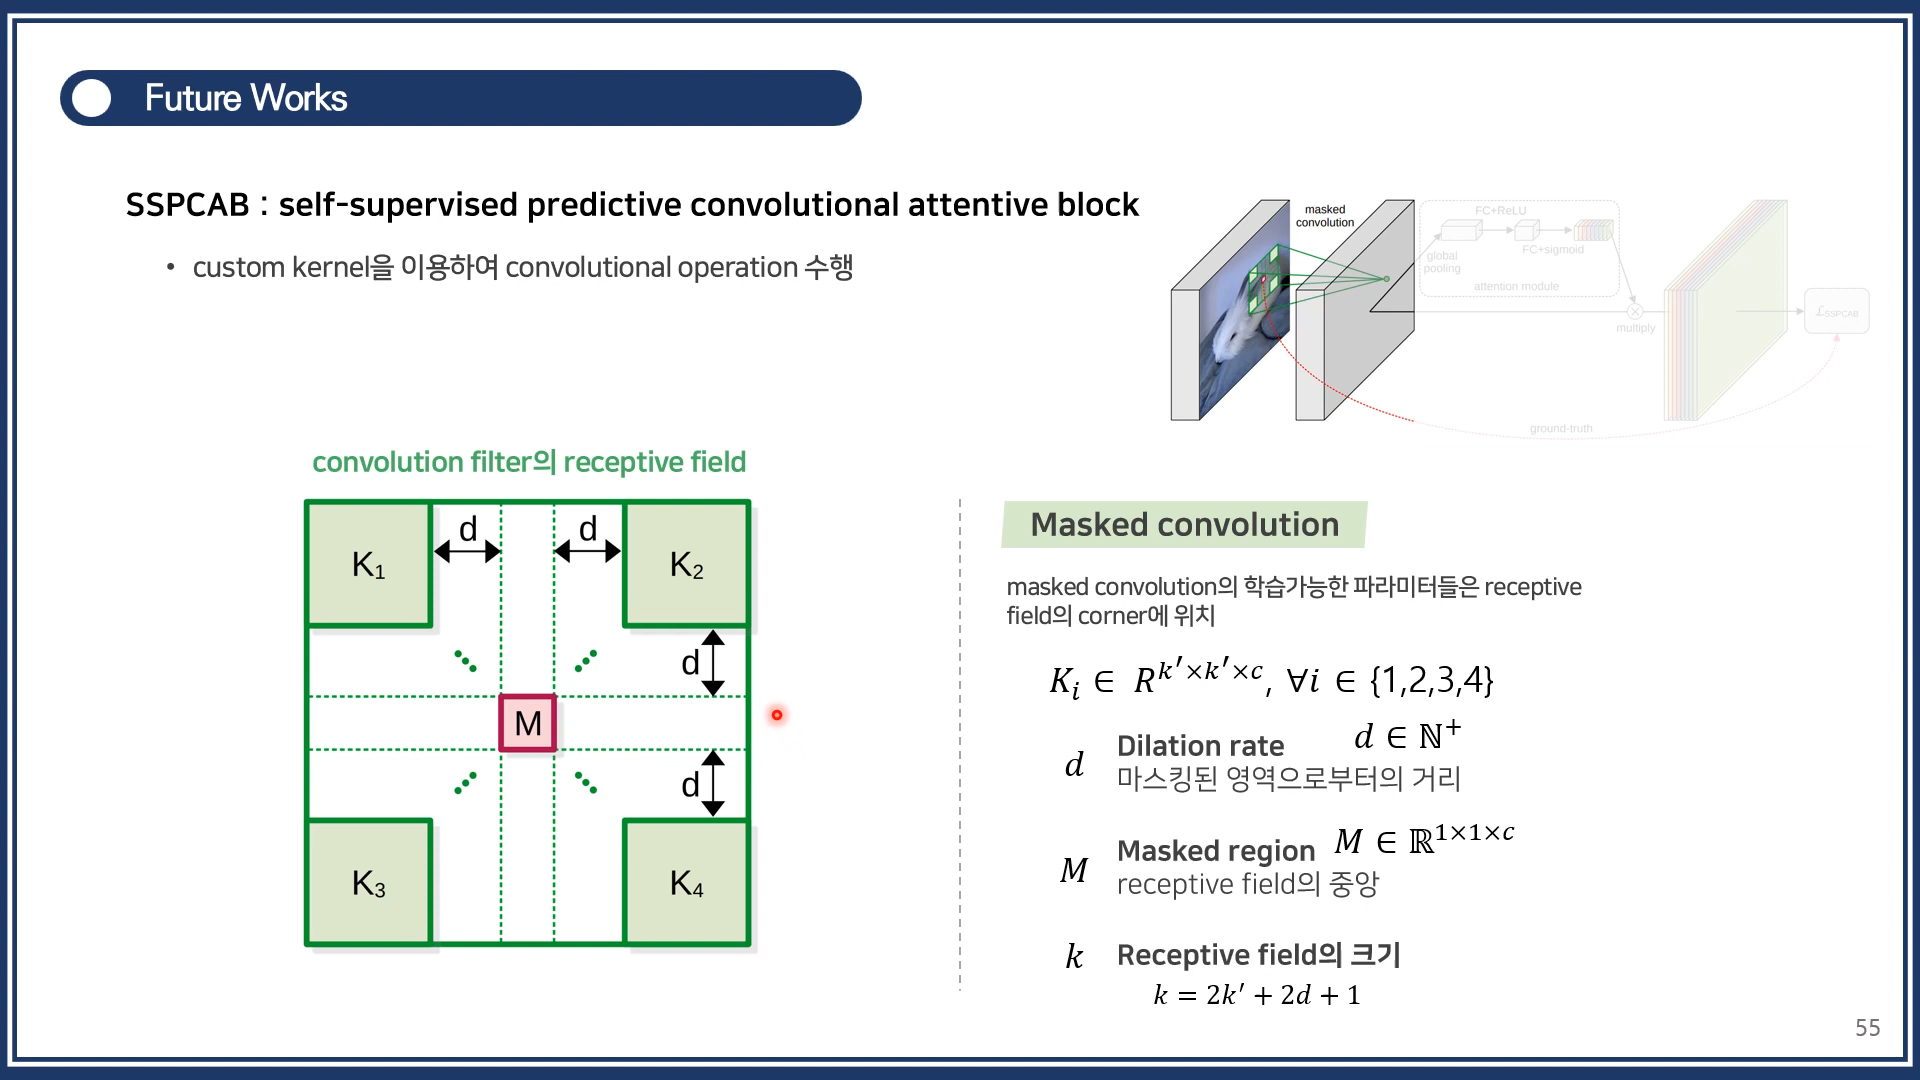 Future Works
SSPCAB : self-supervised predictive convolutional attentive block
• custom kernel을 이용하여 convolutional operation 수행
masked
convolution
FC+ReLU
FC+sigmoid
global
pooling
attention module
multiply
ℒSSPCAB
ground-truth
convolution filter의 receptive field
K₁
d
d
K₂
d
M
d
K₃
K₄
Masked convolution
masked convolution의 학습가능한 파라미터들은 receptive
field의 corner에 위치
Kᵢ ∈ R^{k′×k′×c}, ∀i ∈ {1,2,3,4}
d Dilation rate d ∈ ℕ⁺
마스킹된 영역으로부터의 거리
M Masked region M ∈ ℝ^{1×1×c}
receptive field의 중앙
k Receptive field의 크기
k = 2k′ + 2d + 1
55